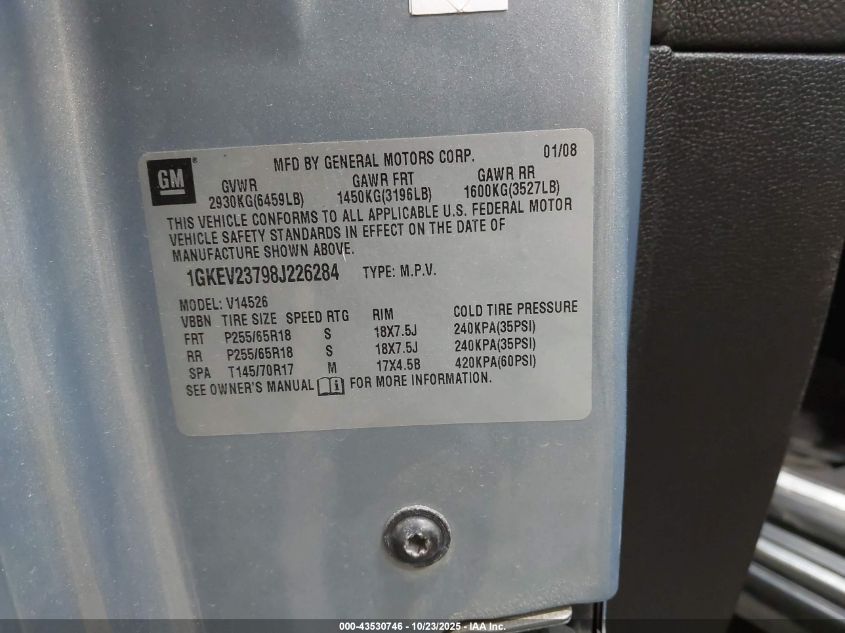 GM ® MFD BY GENERAL MOTORS CORP. 01/08
GVWR GAWR FRT GAWR RR
2930KG(6459LB) 1450KG(3196LB) 1600KG(3527LB)
THIS VEHICLE CONFORMS TO ALL APPLICABLE U.S. FEDERAL MOTOR
VEHICLE SAFETY STANDARDS IN EFFECT ON THE DATE OF
MANUFACTURE SHOWN ABOVE.
1GKEV23798J226284 TYPE: M.P.V.
MODEL: V14526
VBBN TIRE SIZE SPEED RTG RIM COLD TIRE PRESSURE
FRT P255/65R18 S 18X7.5J 240KPA(35PSI)
RR P255/65R18 S 18X7.5J 240KPA(35PSI)
SPA T145/70R17 M 17X4.5B 420KPA(60PSI)
SEE OWNER'S MANUAL FOR MORE INFORMATION.
000-43530746 - 10/23/2025 - IAA Inc.